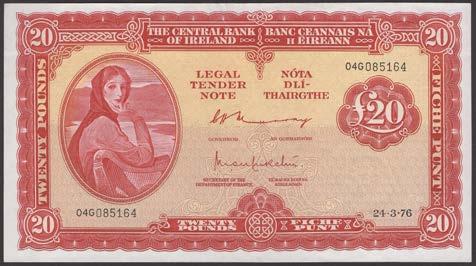 20
THE CENTRAL BANK OF IRELAND
BANC CEANNAIS NA H ÉIREANN
20
TWENTY POUNDS
FICHE PUNT
LEGAL TENDER NOTE
NÓTA DLÍ-THAIRGTHE
04G085164
£20
SECRETARY OF THE DEPARTMENT OF FINANCE
04G085164
24-3-76
20
TWENTY POUNDS
FICHE PUNT
20